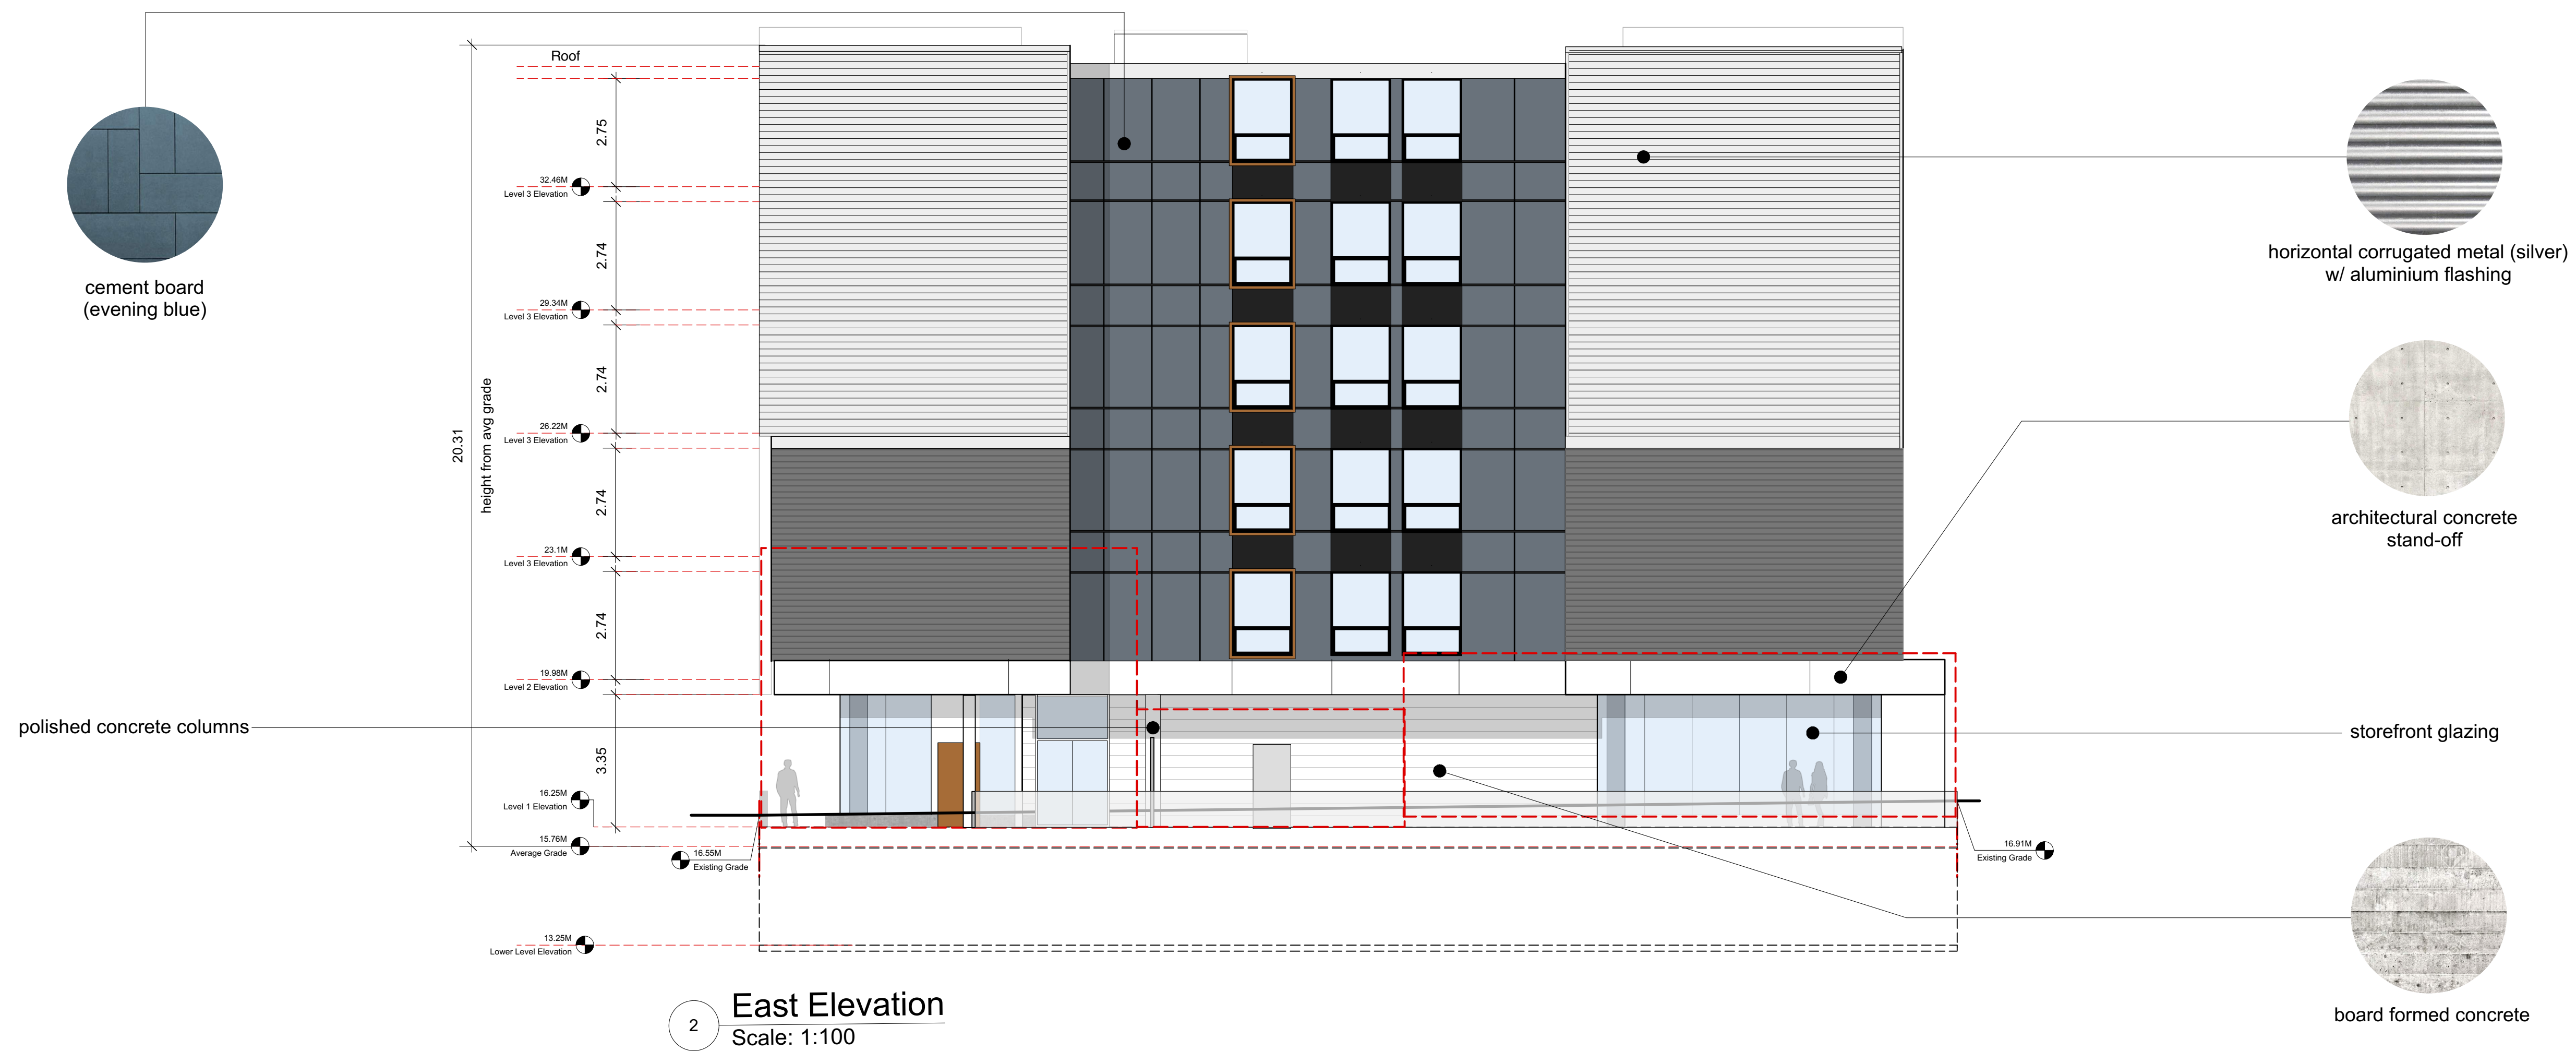 Roof
2.75
32.46M
Level 3 Elevation
2.74
29.34M
Level 3 Elevation
2.74
26.22M
Level 3 Elevation
20.31
height from avg grade
2.74
23.1M
Level 3 Elevation
2.74
19.98M
Level 2 Elevation
3.35
16.25M
Level 1 Elevation
15.76M
Average Grade
16.55M
Existing Grade
16.91M
Existing Grade
13.25M
Lower Level Elevation
cement board
(evening blue)
polished concrete columns
horizontal corrugated metal (silver)
w/ aluminium flashing
architectural concrete
stand-off
storefront glazing
board formed concrete
2
East Elevation
Scale: 1:100